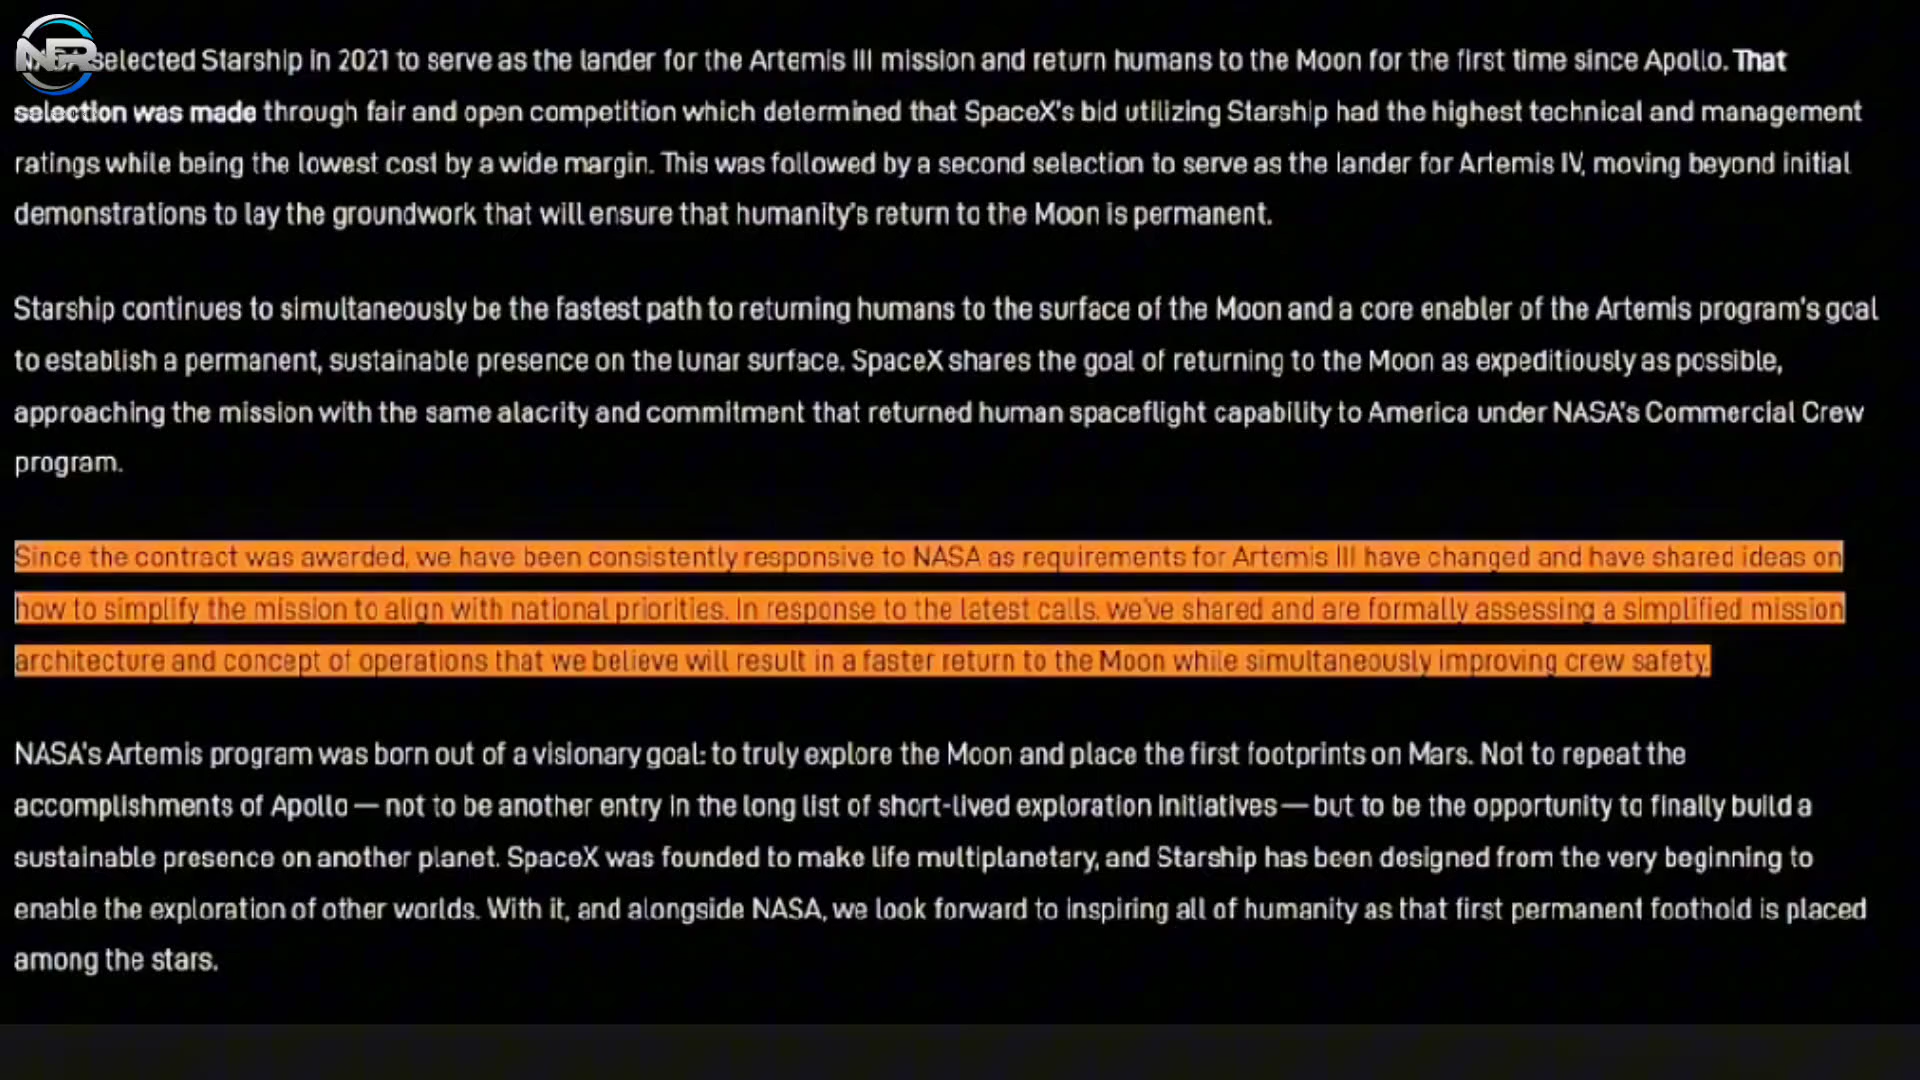 NR
selected Starship in 2021 to serve as the lander for the Artemis III mission and return humans to the Moon for the first time since Apollo. That
selection was made through fair and open competition which determined that SpaceX's bid utilizing Starship had the highest technical and management
ratings while being the lowest cost by a wide margin. This was followed by a second selection to serve as the lander for Artemis IV, moving beyond initial
demonstrations to lay the groundwork that will ensure that humanity's return to the Moon is permanent.
Starship continues to simultaneously be the fastest path to returning humans to the surface of the Moon and a core enabler of the Artemis program's goal
to establish a permanent, sustainable presence on the lunar surface. SpaceX shares the goal of returning to the Moon as expeditiously as possible,
approaching the mission with the same alacrity and commitment that returned human spaceflight capability to America under NASA's Commercial Crew
program.
Since the contract was awarded, we have been consistently responsive to NASA as requirements for Artemis III have changed and have shared ideas on
how to simplify the mission to align with national priorities. In response to the latest calls, we've shared and are formally assessing a simplified mission
architecture and concept of operations that we believe will result in a faster return to the Moon while simultaneously improving crew safety.
NASA's Artemis program was born out of a visionary goal: to truly explore the Moon and place the first footprints on Mars. Not to repeat the
accomplishments of Apollo — not to be another entry in the long list of short-lived exploration initiatives — but to be the opportunity to finally build a
sustainable presence on another planet. SpaceX was founded to make life multiplanetary, and Starship has been designed from the very beginning to
enable the exploration of other worlds. With it, and alongside NASA, we look forward to inspiring all of humanity as that first permanent foothold is placed
among the stars.